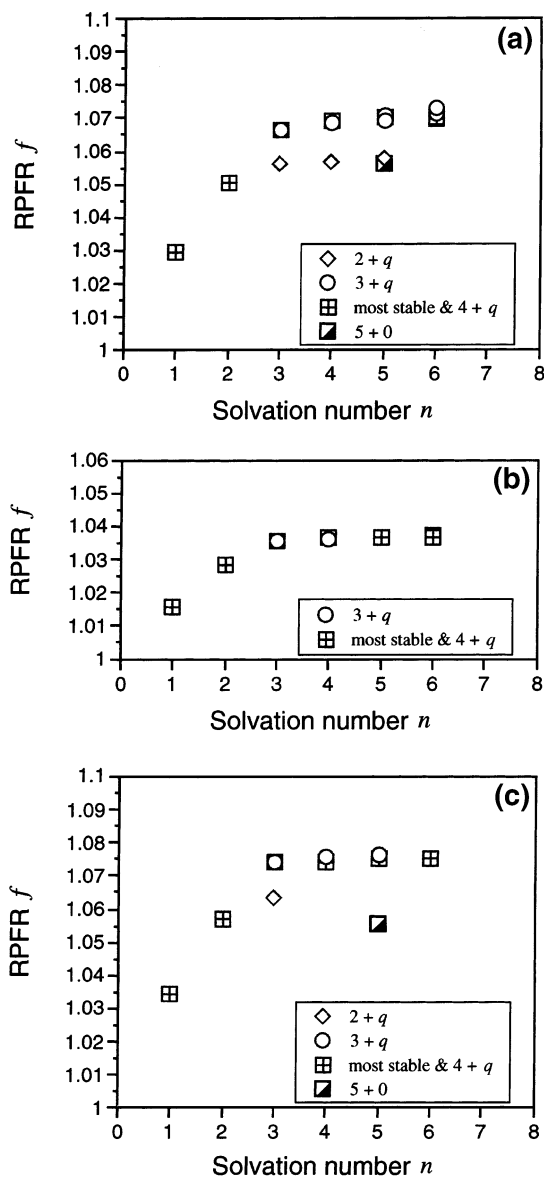 (a)
RPFR f
1.1
1.09
1.08
1.07
1.06
1.05
1.04
1.03
1.02
1.01
1
2 + q
3 + q
most stable & 4 + q
5 + 0
0 1 2 3 4 5 6 7 8
Solvation number n
(b)
RPFR f
1.06
1.05
1.04
1.03
1.02
1.01
1
3 + q
most stable & 4 + q
0 1 2 3 4 5 6 7 8
Solvation number n
(c)
RPFR f
1.1
1.09
1.08
1.07
1.06
1.05
1.04
1.03
1.02
1.01
1
2 + q
3 + q
most stable & 4 + q
5 + 0
0 1 2 3 4 5 6 7 8
Solvation number n